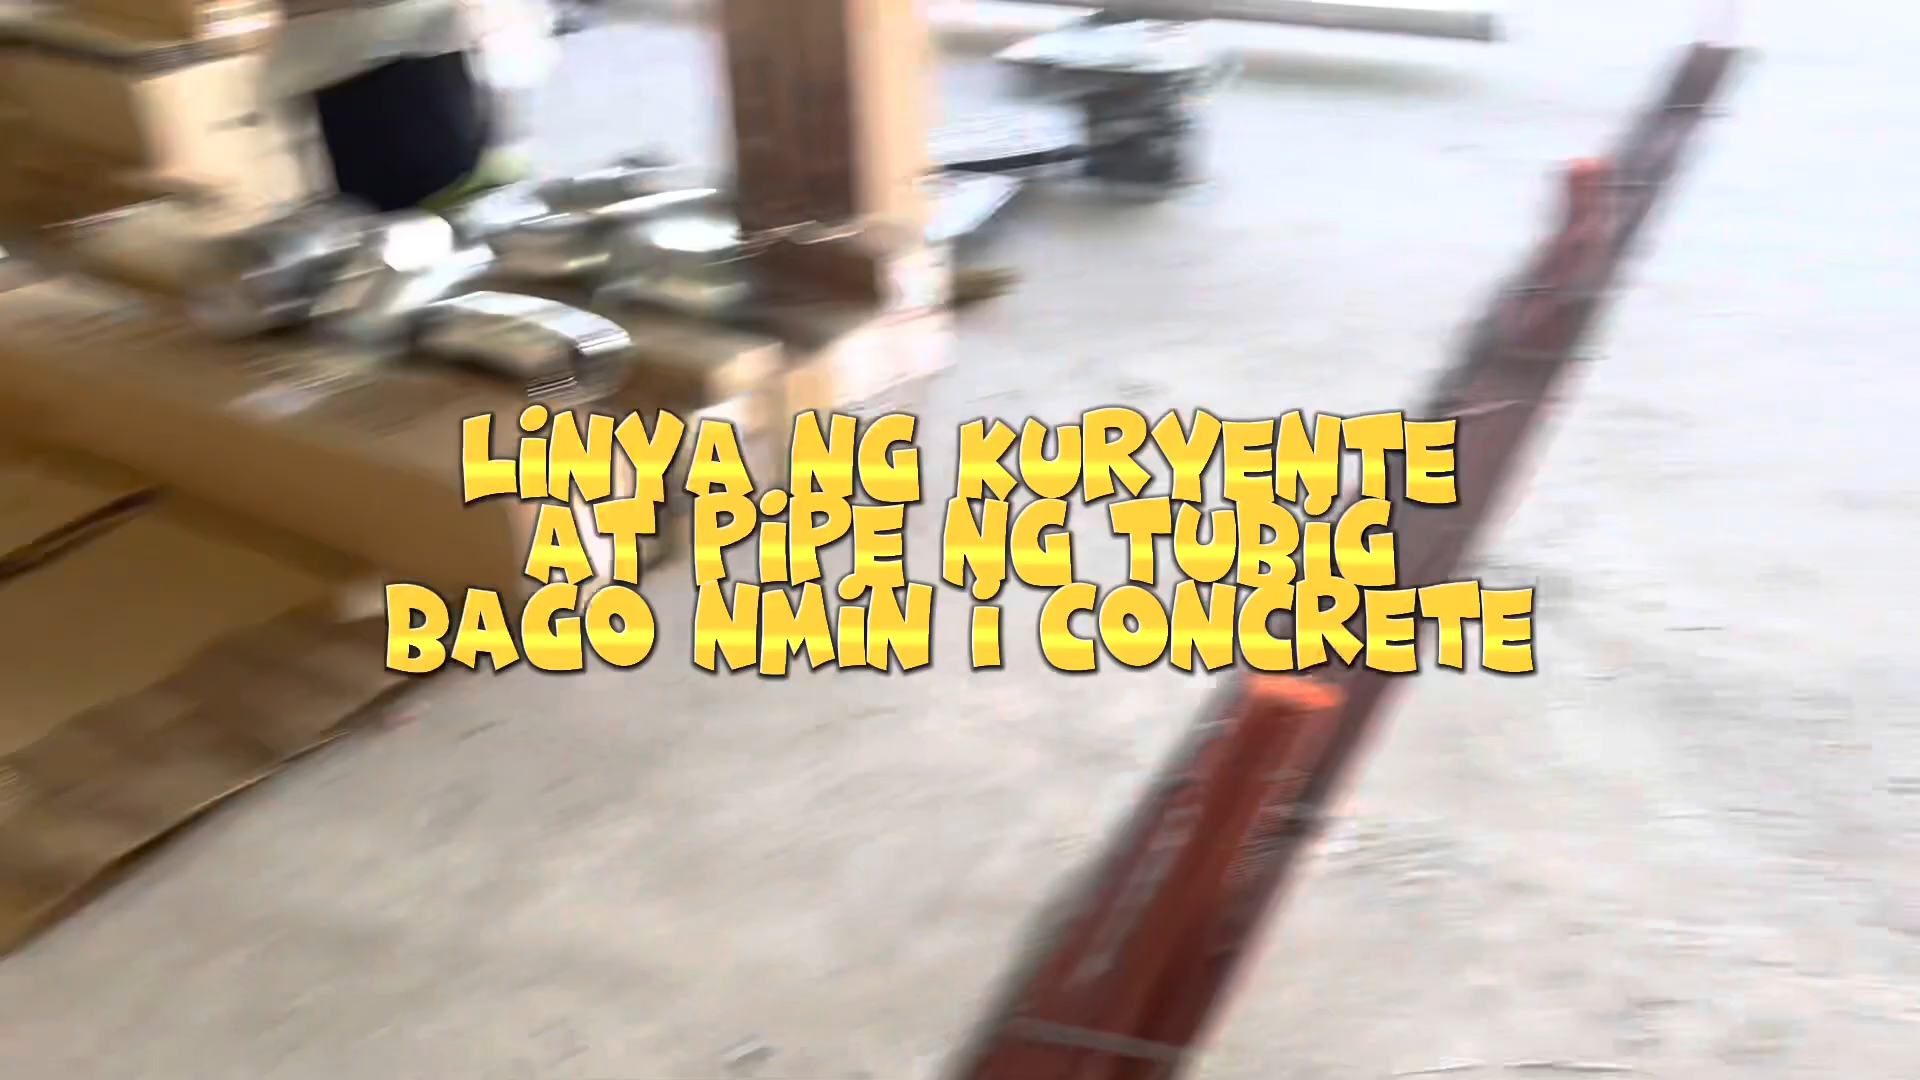 LiNYA NG KURYENTE
AT PiPE NG TUBiG
BAGO NMiN i CONCRETE